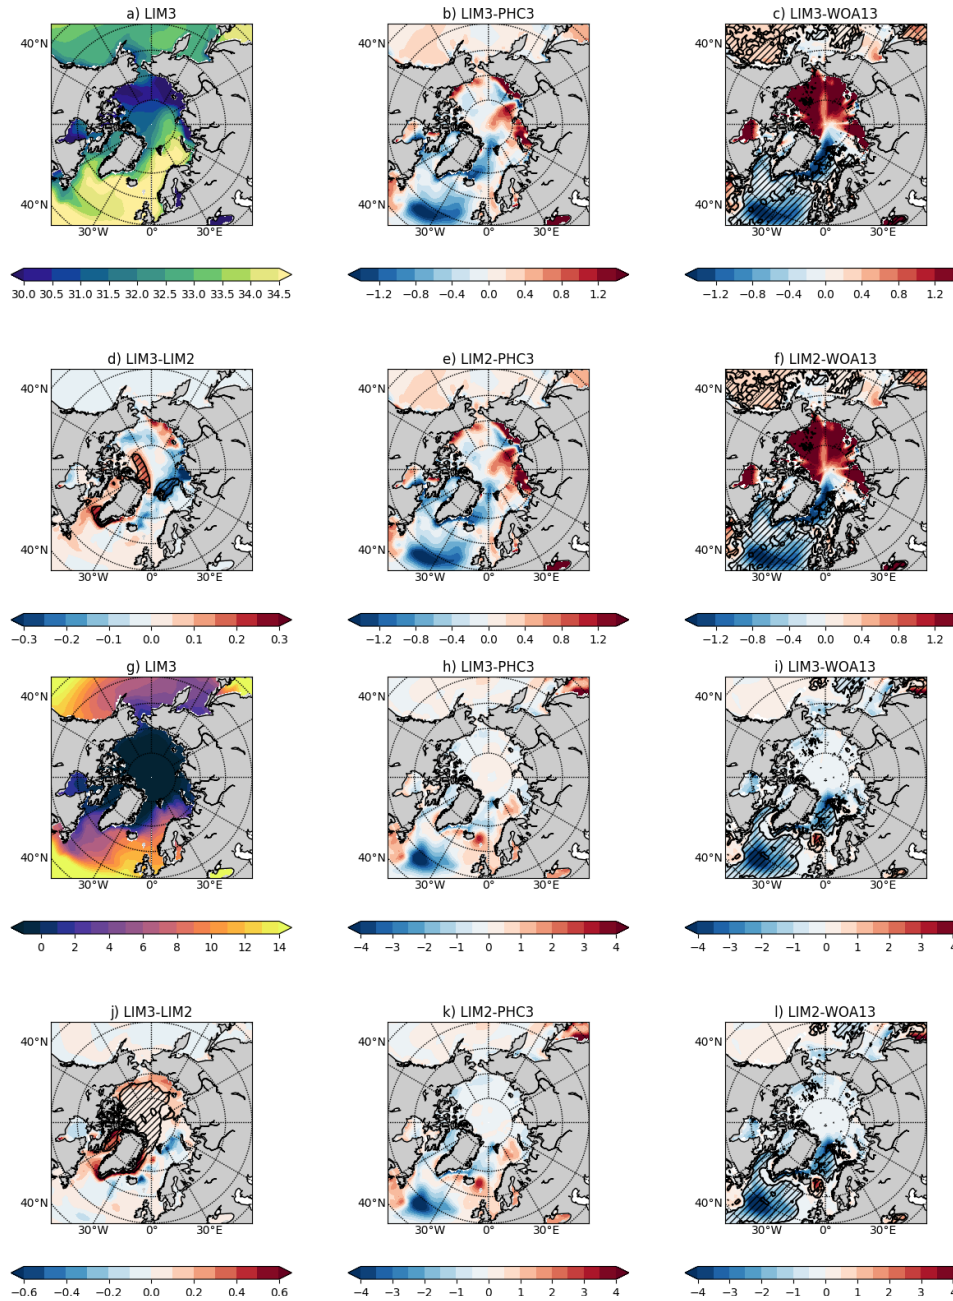 a) LIM3 b) LIM3-PHC3 c) LIM3-WOA13
40°N 40°N 40°N
40°N 40°N 40°N
30°W 0° 30°E 30°W 0° 30°E 30°W 0° 30°E
30.0 30.5 31.0 31.5 32.0 32.5 33.0 33.5 34.0 34.5 −1.2 −0.8 −0.4 0.0 0.4 0.8 1.2 −1.2 −0.8 −0.4 0.0 0.4 0.8 1.2
d) LIM3-LIM2 e) LIM2-PHC3 f) LIM2-WOA13
40°N 40°N 40°N
40°N 40°N 40°N
30°W 0° 30°E 30°W 0° 30°E 30°W 0° 30°E
−0.3 −0.2 −0.1 0.0 0.1 0.2 0.3 −1.2 −0.8 −0.4 0.0 0.4 0.8 1.2 −1.2 −0.8 −0.4 0.0 0.4 0.8 1.2
g) LIM3 h) LIM3-PHC3 i) LIM3-WOA13
40°N 40°N 40°N
40°N 40°N 40°N
30°W 0° 30°E 30°W 0° 30°E 30°W 0° 30°E
0 2 4 6 8 10 12 14 −4 −3 −2 −1 0 1 2 3 4 −4 −3 −2 −1 0 1 2 3 4
j) LIM3-LIM2 k) LIM2-PHC3 l) LIM2-WOA13
40°N 40°N 40°N
40°N 40°N 40°N
30°W 0° 30°E 30°W 0° 30°E 30°W 0° 30°E
−0.6 −0.4 −0.2 0.0 0.2 0.4 0.6 −4 −3 −2 −1 0 1 2 3 4 −4 −3 −2 −1 0 1 2 3 4